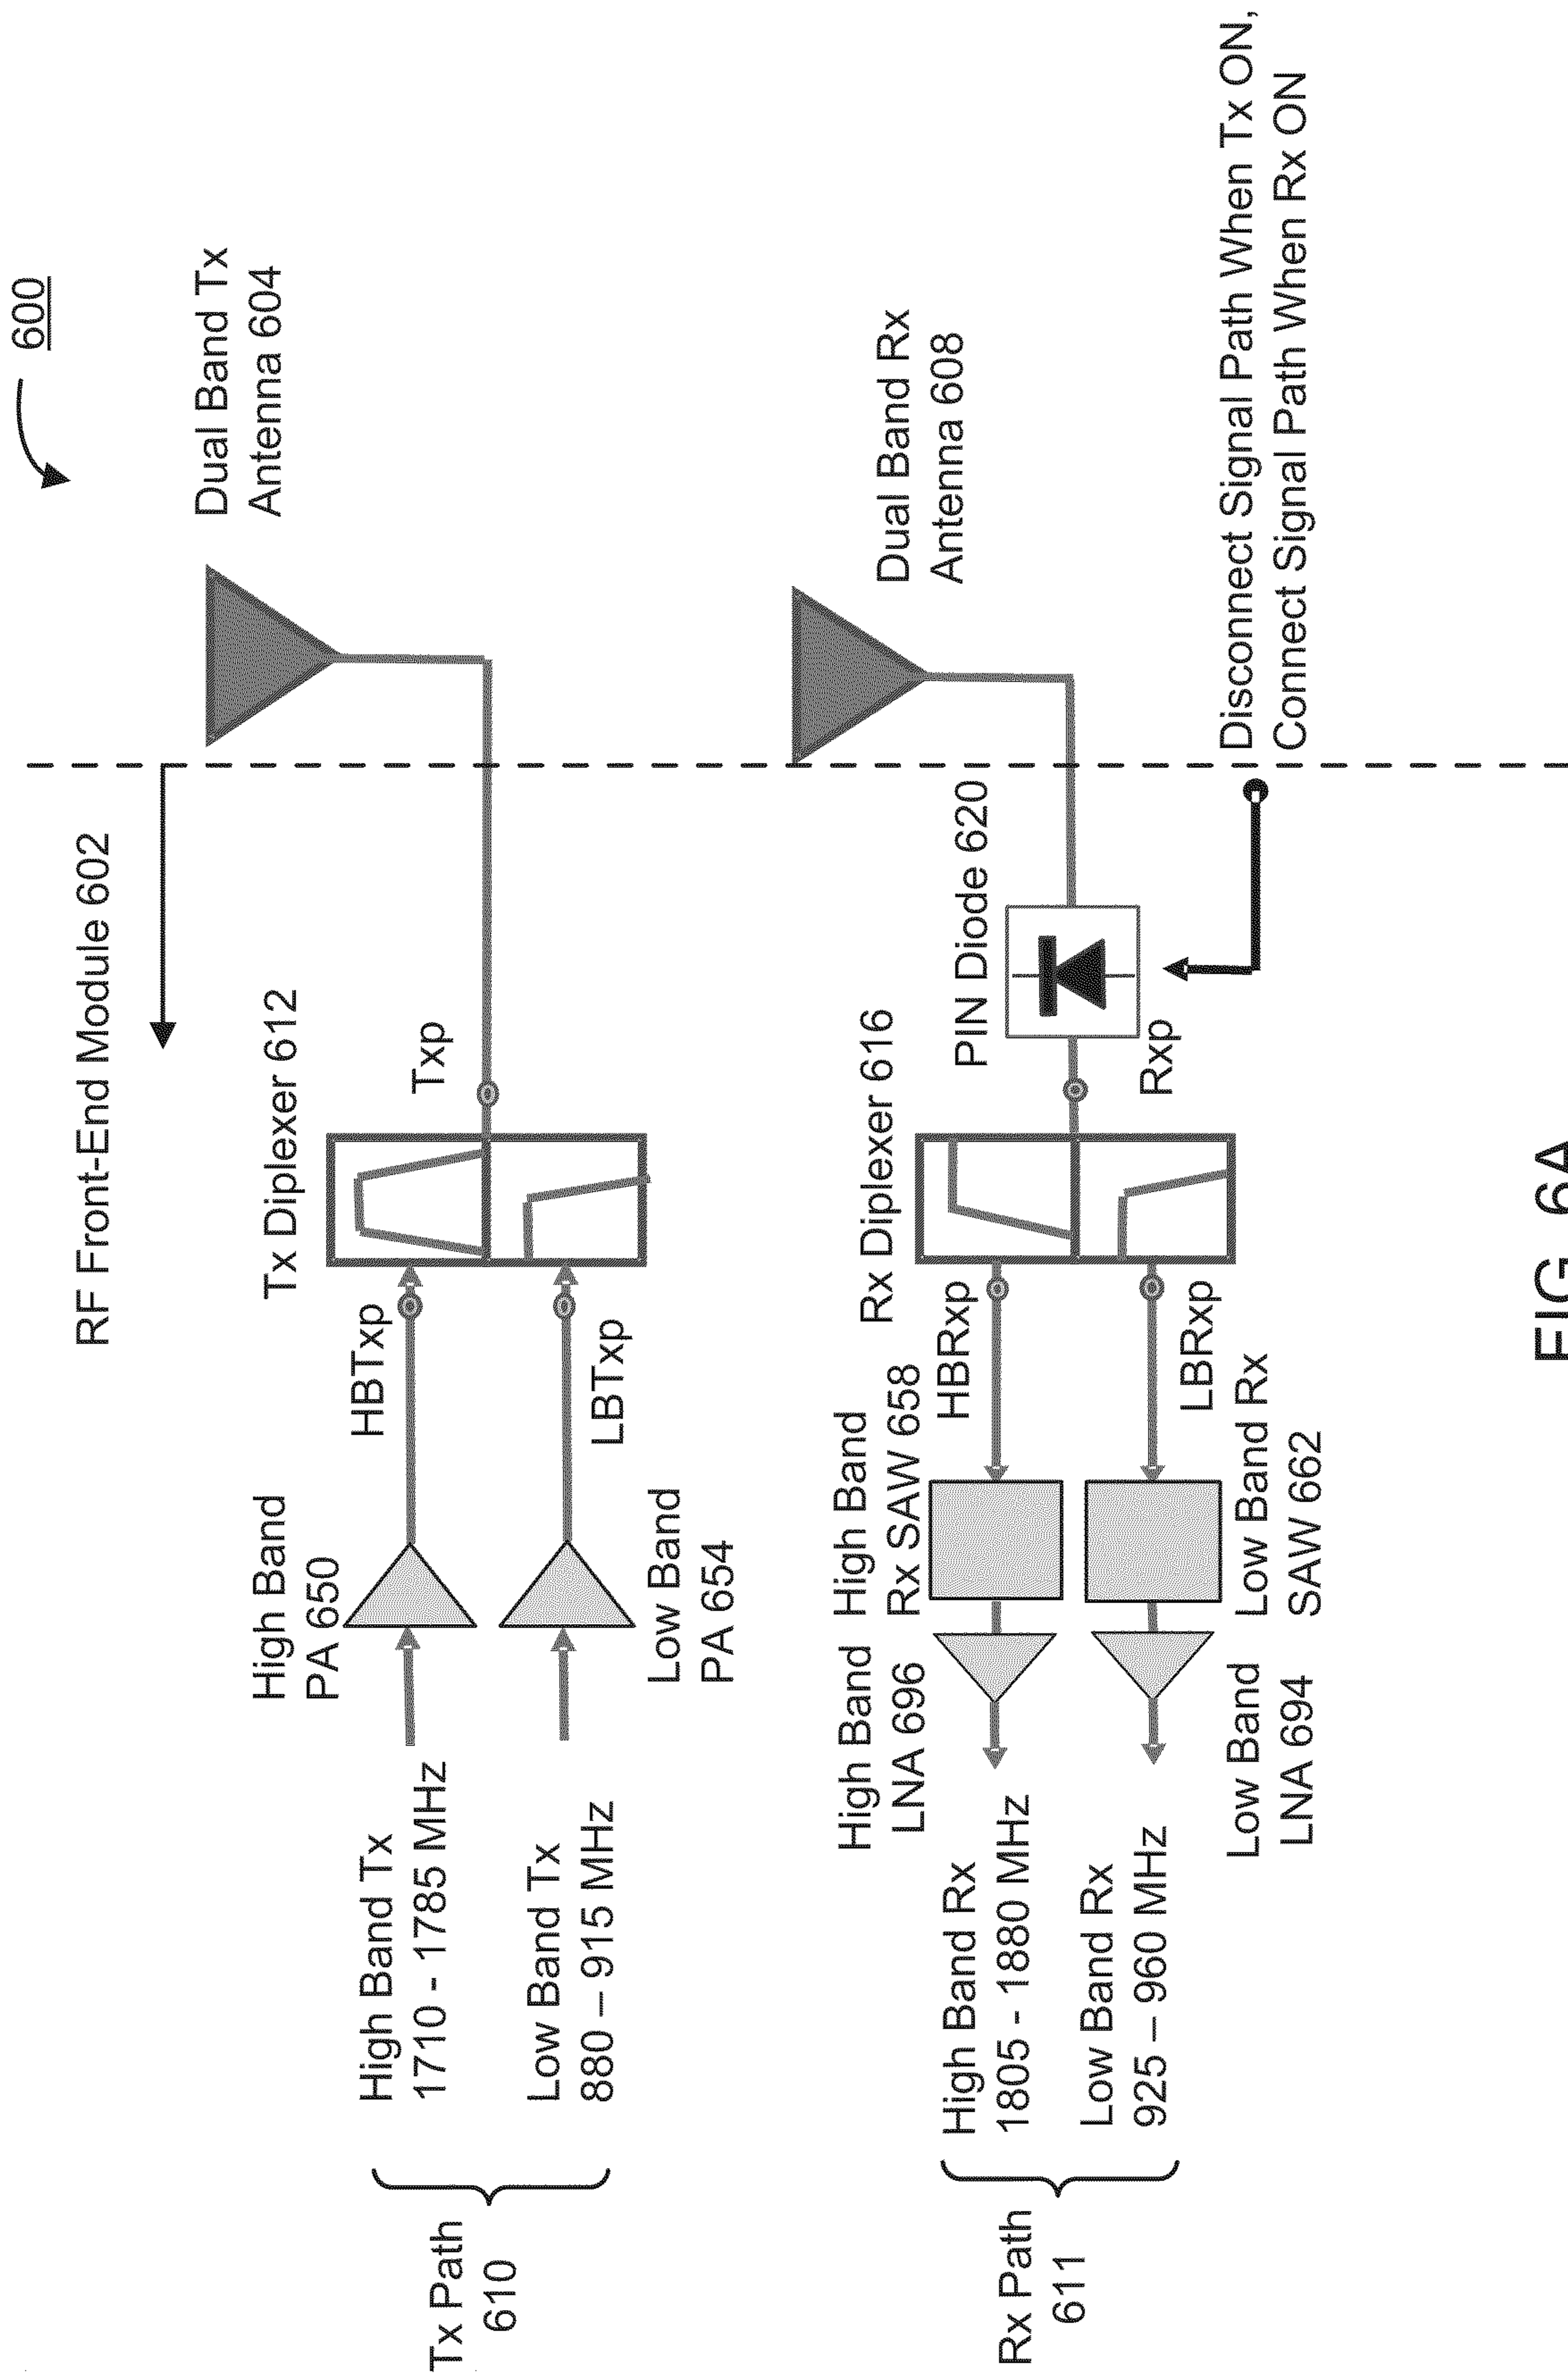 600
RF Front-End Module 602
Dual Band Tx
Antenna 604
Tx Diplexer 612
High Band
PA 650
HBTxp
Txp
High Band Tx
1710 - 1785 MHz
Tx Path
610
Low Band Tx
880 – 915 MHz
LBTxp
Low Band
PA 654
Dual Band Rx
Antenna 608
PIN Diode 620
Rx Diplexer 616
High Band
Rx SAW 658
High Band
LNA 696
HBRxp
High Band Rx
1805 - 1880 MHz
Rx Path
611
Low Band Rx
925 – 960 MHz
Rxp
LBRxp
Low Band Rx
SAW 662
Low Band
LNA 694
Disconnect Signal Path When Tx ON,
Connect Signal Path When Rx ON
FIG. 6A